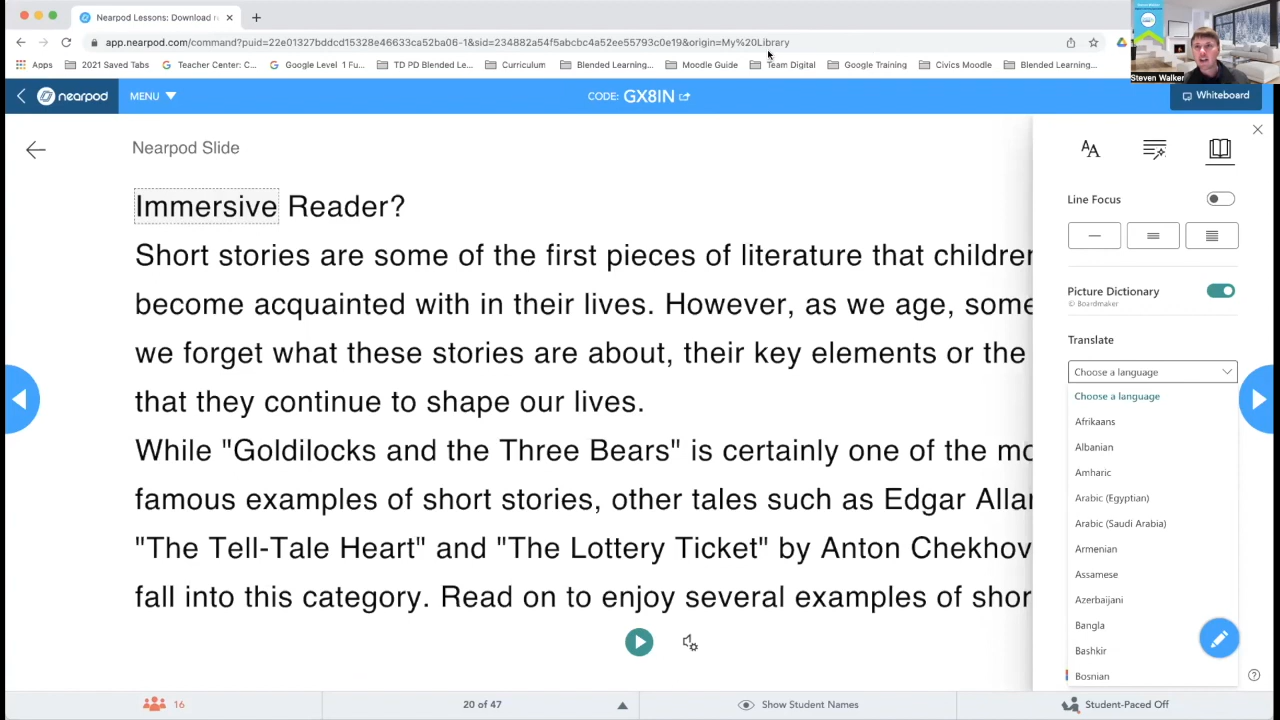 Nearpod Lessons: Download r
app.nearpod.com/command?puid=22e01327bddcd15328e46633ca52ba06-1&sid=234882a54f5abcbc4a52ee55793c0e19&origin=My%20Library
Apps 2021 Saved Tabs Teacher Center: C... Google Level 1 Fu... TD PD Blended Le... Curriculum Blended Learning... Moodle Guide Team Digital Google Training Civics Moodle Blended Learning...
Steven Walker
nearpod MENU CODE: GX8IN Whiteboard
Nearpod Slide
Immersive Reader?
Short stories are some of the first pieces of literature that children
become acquainted with in their lives. However, as we age, some
we forget what these stories are about, their key elements or the
that they continue to shape our lives.
While "Goldilocks and the Three Bears" is certainly one of the mo
famous examples of short stories, other tales such as Edgar Allan
"The Tell-Tale Heart" and "The Lottery Ticket" by Anton Chekhov
fall into this category. Read on to enjoy several examples of shor
AA
Line Focus
Picture Dictionary
© Boardmaker
Translate
Choose a language
Choose a language
Afrikaans
Albanian
Amharic
Arabic (Egyptian)
Arabic (Saudi Arabia)
Armenian
Assamese
Azerbaijani
Bangla
Bashkir
Bosnian
16 20 of 47 Show Student Names Student-Paced Off